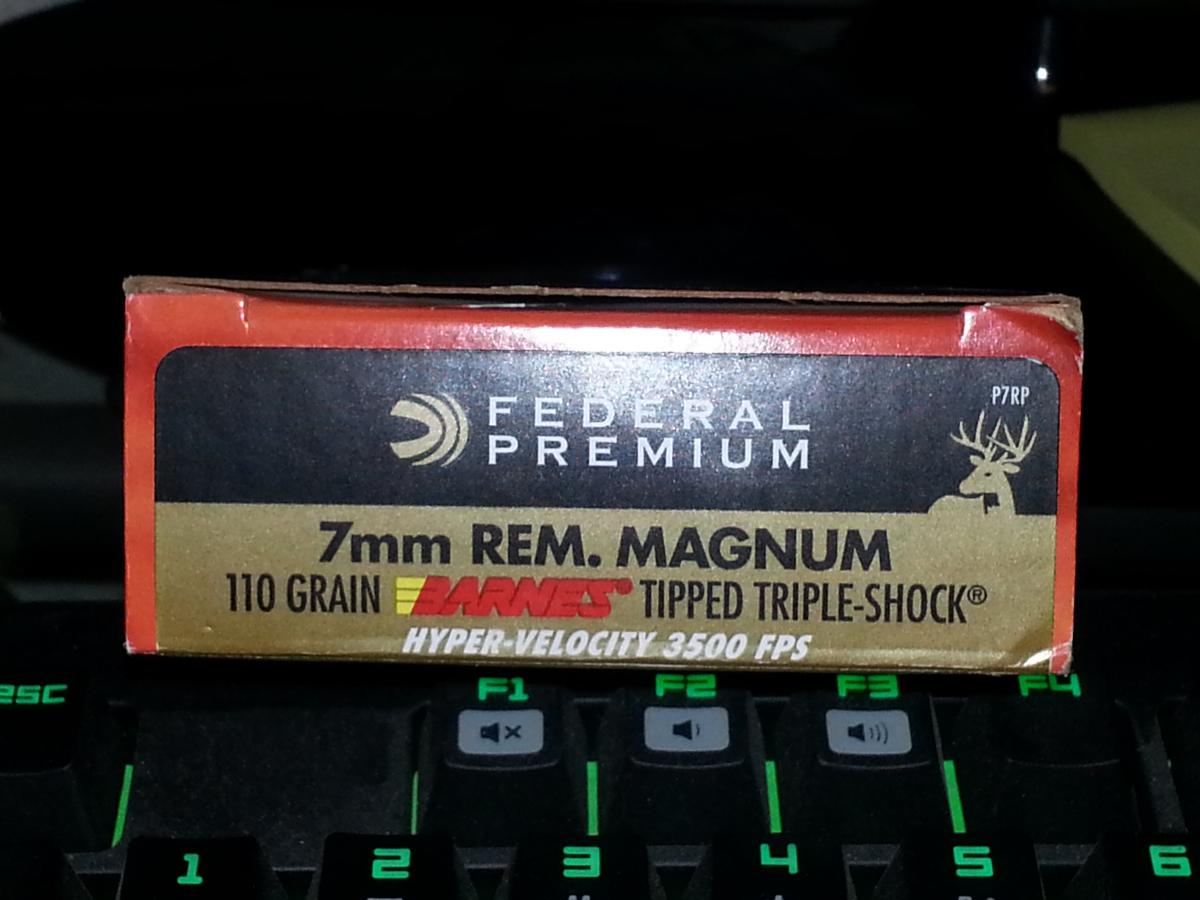 P7RP
FEDERAL
PREMIUM
7mm REM. MAGNUM
110 GRAIN BARNES® TIPPED TRIPLE-SHOCK®
HYPER-VELOCITY 3500 FPS
F1 F2 F3 F4
1 2 3 4 5 6